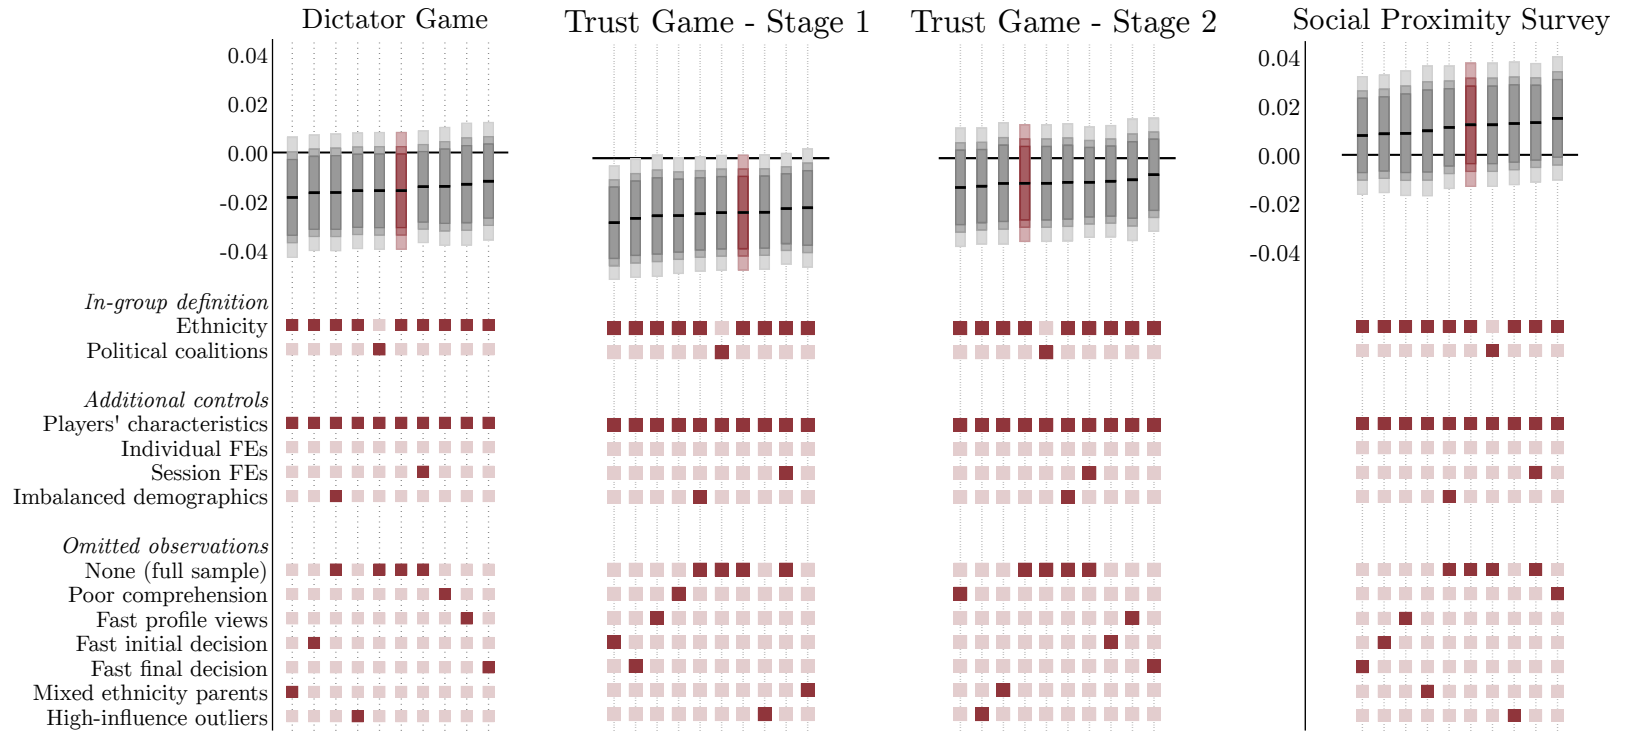 Dictator Game
Trust Game - Stage 1
Trust Game - Stage 2
Social Proximity Survey
0.04
0.02
0.00
-0.02
-0.04
0.04
0.02
0.00
-0.02
-0.04
In-group definition
Ethnicity
Political coalitions
Additional controls
Players' characteristics
Individual FEs
Session FEs
Imbalanced demographics
Omitted observations
None (full sample)
Poor comprehension
Fast profile views
Fast initial decision
Fast final decision
Mixed ethnicity parents
High-influence outliers